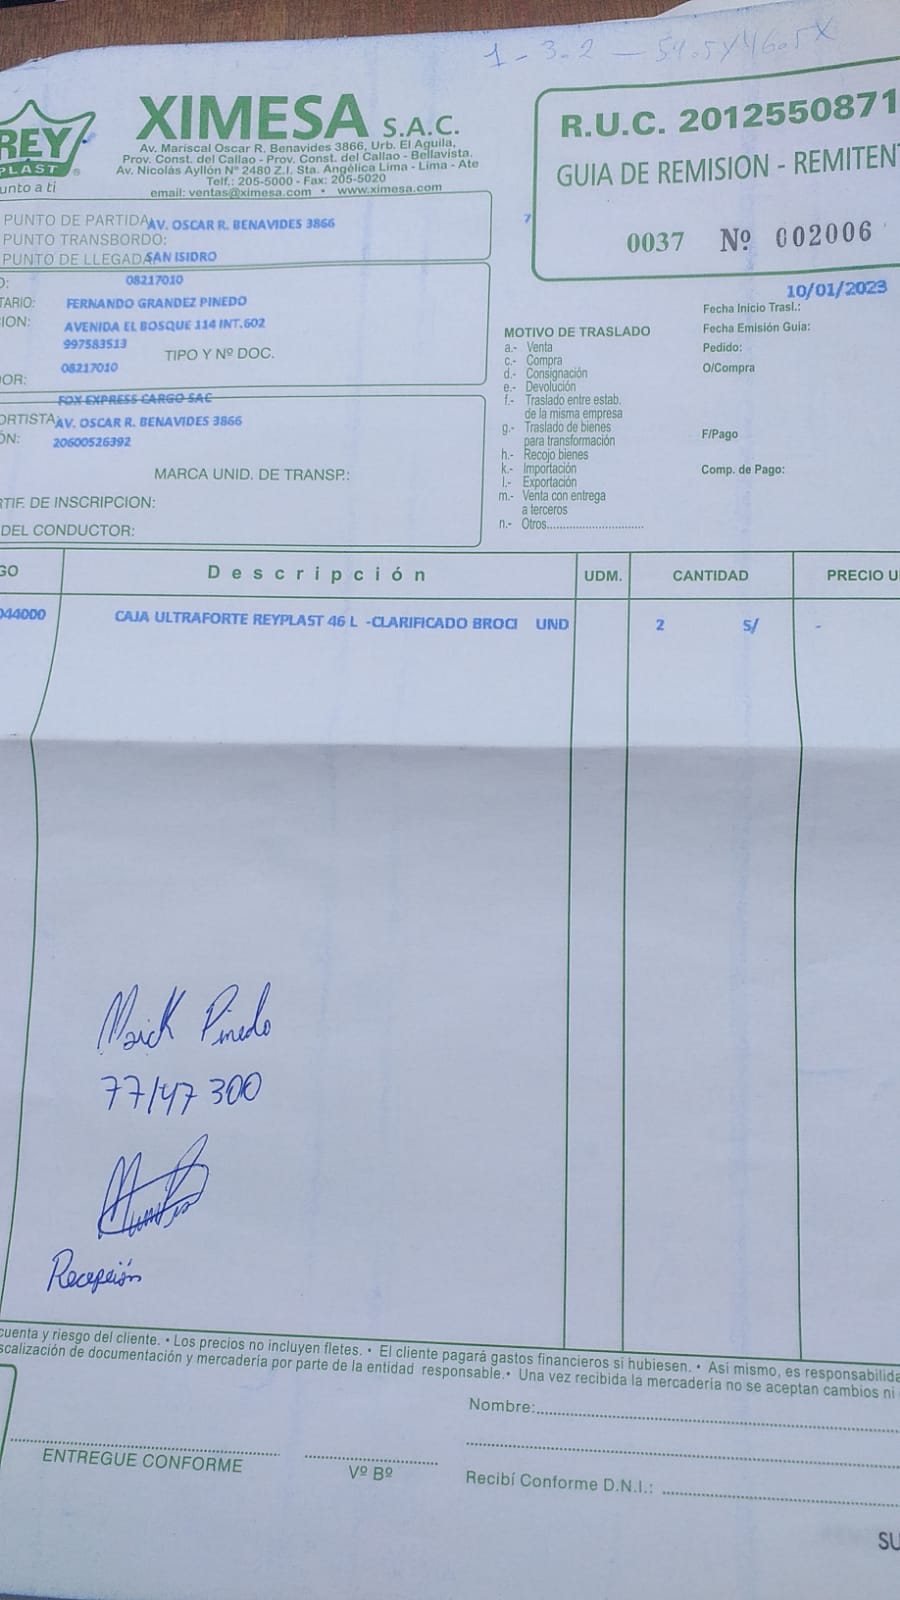 1-3.2 - 54.5X46.5X
REY
PLAST ®
unto a ti
XIMESA S.A.C.
Av. Mariscal Oscar R. Benavides 3866, Urb. El Aguila,
Prov. Const. del Callao - Prov. Const. del Callao - Bellavista.
Av. Nicolás Ayllón Nº 2480 Z.I. Sta. Angélica Lima - Lima - Ate
Telf.: 205-5000 - Fax: 205-5020
email: ventas@ximesa.com • www.ximesa.com
R.U.C. 2012550871
GUIA DE REMISION - REMITENT
0037 Nº 002006
7
PUNTO DE PARTIDA AV. OSCAR R. BENAVIDES 3866
PUNTO TRANSBORDO:
PUNTO DE LLEGADA SAN ISIDRO
O: 08217010
TARIO: FERNANDO GRANDEZ PINEDO
CION: AVENIDA EL BOSQUE 114 INT.602
997583513 TIPO Y Nº DOC.
OR: 08217010
FOX EXPRESS CARGO SAC
ORTISTA AV. OSCAR R. BENAVIDES 3866
ÓN: 20600526392
MARCA UNID. DE TRANSP.:
RTIF. DE INSCRIPCION:
DEL CONDUCTOR:
MOTIVO DE TRASLADO
a.- Venta
c.- Compra
d.- Consignación
e.- Devolución
f.- Traslado entre estab.
de la misma empresa
g.- Traslado de bienes
para transformación
h.- Recojo bienes
k.- Importación
l.- Exportación
m.- Venta con entrega
a terceros
n.- Otros..............................
10/01/2023
Fecha Inicio Trasl.:
Fecha Emisión Guía:
Pedido:
O/Compra
F/Pago
Comp. de Pago:
GO Descripción UDM. CANTIDAD PRECIO U
044000 CAJA ULTRAFORTE REYPLAST 46 L -CLARIFICADO BROCI UND 2 S/ -
Maick Pinedo
77147300
Recepción
cuenta y riesgo del cliente. • Los precios no incluyen fletes. • El cliente pagará gastos financieros si hubiesen. • Así mismo, es responsabilida
scalización de documentación y mercadería por parte de la entidad responsable. • Una vez recibida la mercadería no se aceptan cambios ni
ENTREGUE CONFORME
Vº Bº
Nombre:
Recibí Conforme D.N.I.:
SU